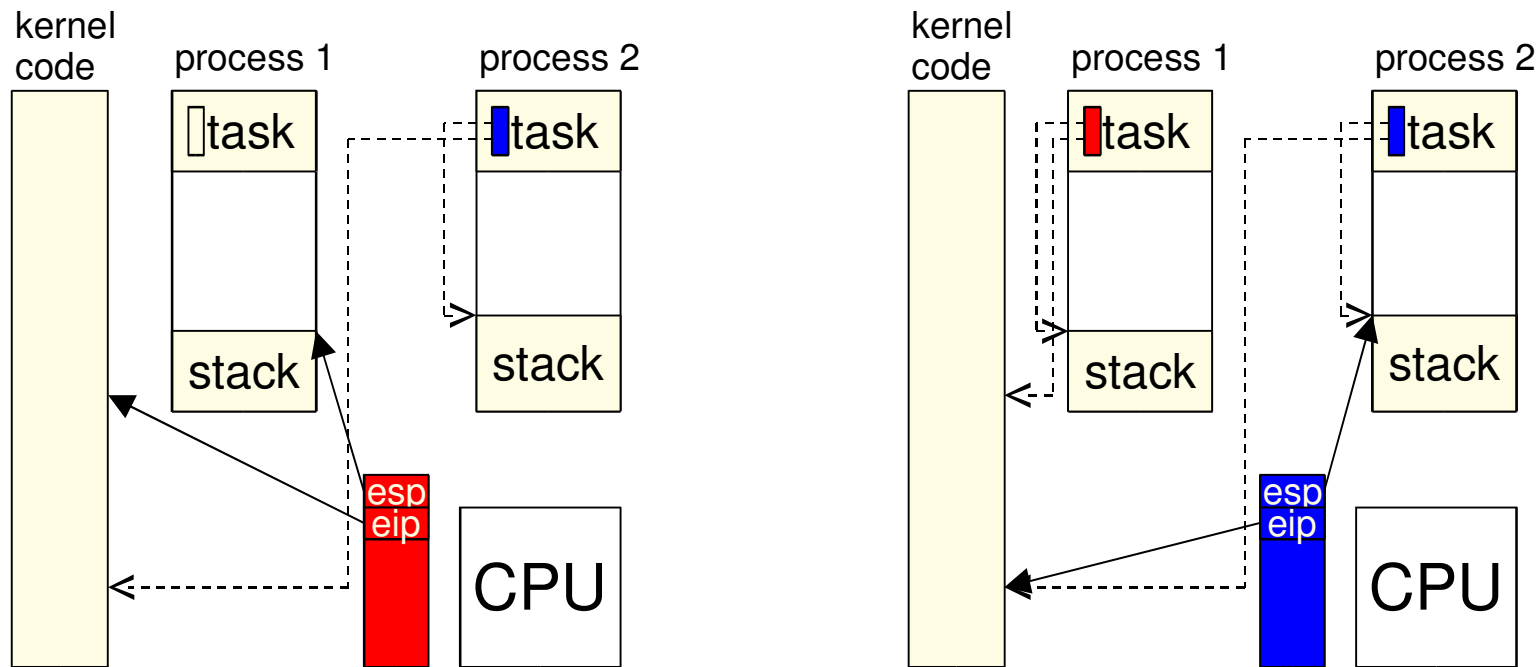 kernel
code
process 1
process 2
task
task
stack
stack
esp
eip
CPU
kernel
code
process 1
process 2
task
task
stack
stack
esp
eip
CPU